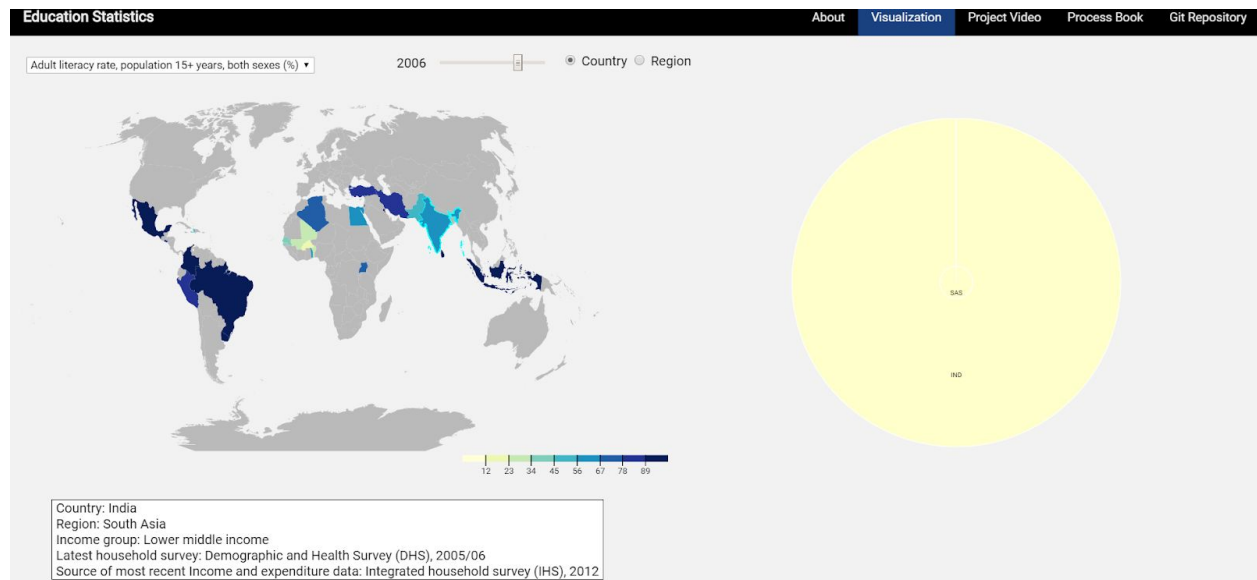 Education Statistics
About Visualization Project Video Process Book Git Repository
Adult literacy rate, population 15+ years, both sexes (%)
2006
Country Region
SAS
IND
12 23 34 45 56 67 78 89
Country: India
Region: South Asia
Income group: Lower middle income
Latest household survey: Demographic and Health Survey (DHS), 2005/06
Source of most recent Income and expenditure data: Integrated household survey (IHS), 2012